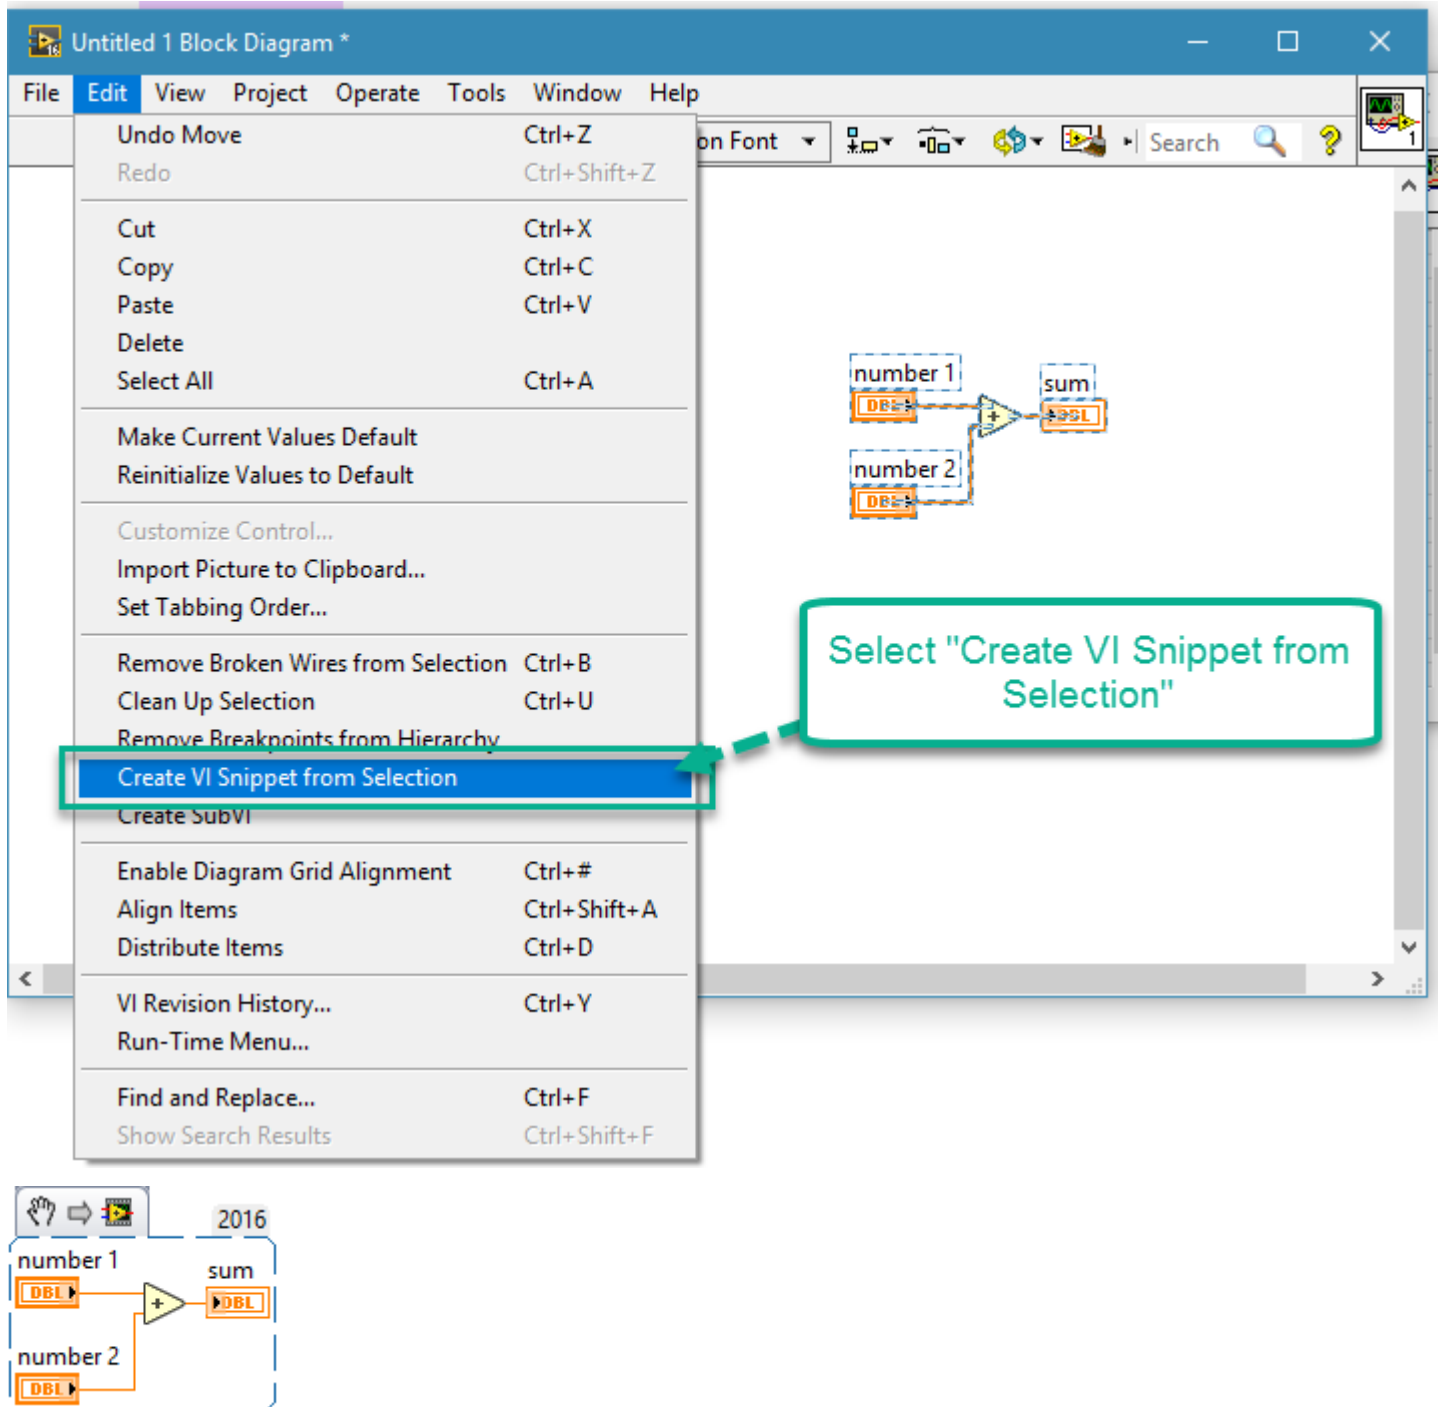 Untitled 1 Block Diagram *
File Edit View Project Operate Tools Window Help
on Font
Search
1
Undo Move Ctrl+Z
Redo Ctrl+Shift+Z
Cut Ctrl+X
Copy Ctrl+C
Paste Ctrl+V
Delete
Select All Ctrl+A
Make Current Values Default
Reinitialize Values to Default
Customize Control...
Import Picture to Clipboard...
Set Tabbing Order...
Remove Broken Wires from Selection Ctrl+B
Clean Up Selection Ctrl+U
Remove Breakpoints from Hierarchy
Create VI Snippet from Selection
Create SubVI
Enable Diagram Grid Alignment Ctrl+#
Align Items Ctrl+Shift+A
Distribute Items Ctrl+D
VI Revision History... Ctrl+Y
Run-Time Menu...
Find and Replace... Ctrl+F
Show Search Results Ctrl+Shift+F
number 1
sum
DBL
+
DBL
number 2
DBL
Select "Create VI Snippet from
Selection"
2016
number 1
sum
DBL
+
DBL
number 2
DBL